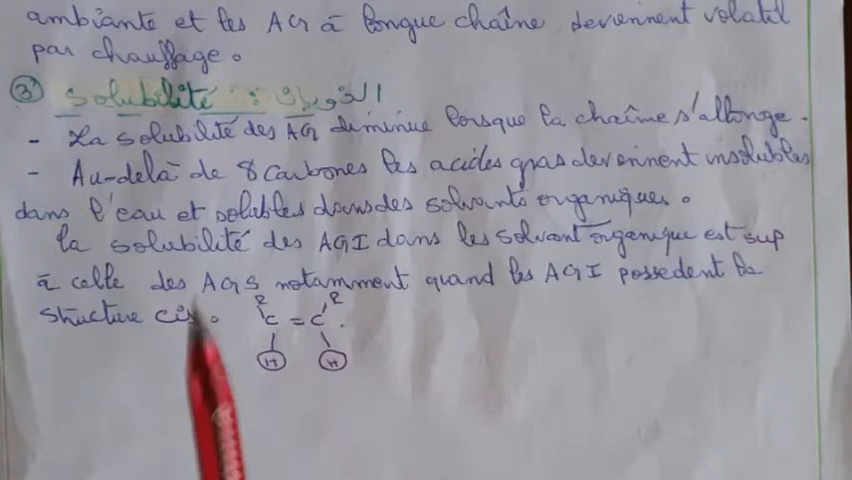 ambiante et les AG à longue chaîne deviennent volatil
par chauffage.
③ Solubilité : الذوبان
- La solubilité des AG diminue lorsque la chaîne s'allonge.
- Au-delà de 8 carbones les acides gras devennent insolubles
dans l'eau et solubles dans des solvants organiques.
la solubilité des AGI dans les solvant organique est sup
à celle des AGS notamment quand les AGI possèdent la
structure cis.
R R
C = C
H H